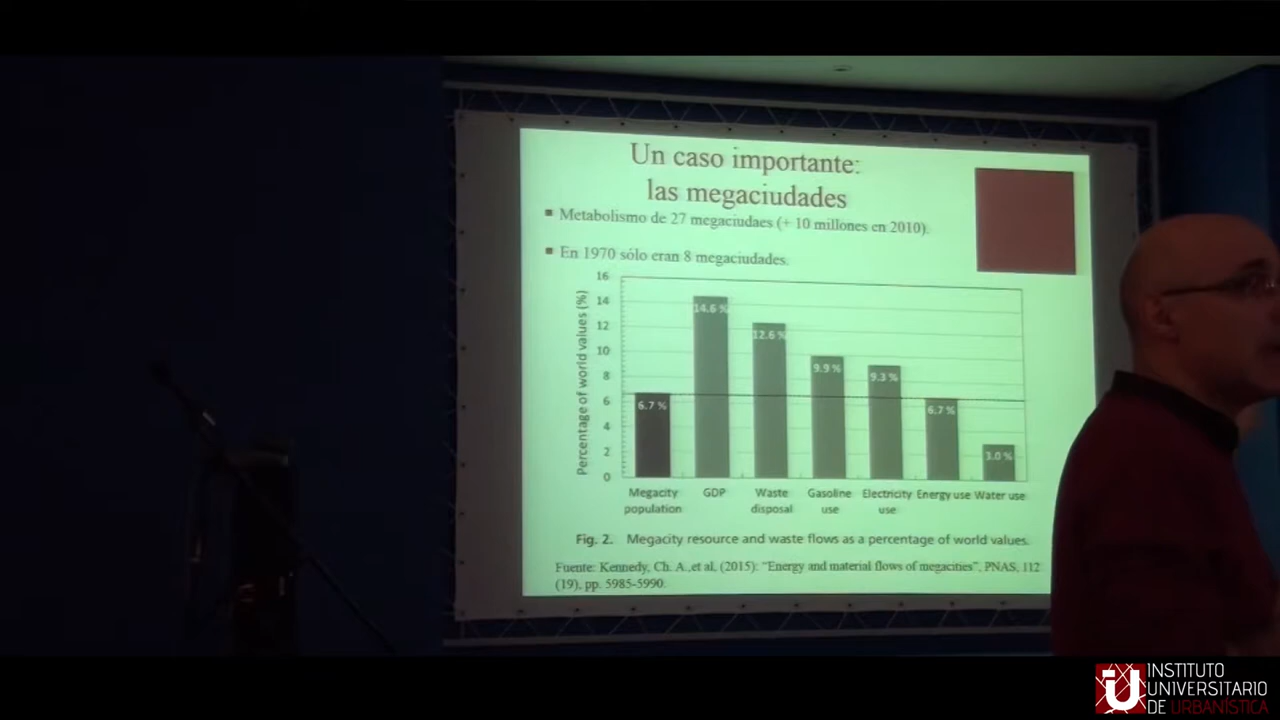 Un caso importante:
las megaciudades
Metabolismo de 27 megaciudaes (+ 10 millones en 2010).
En 1970 sólo eran 8 megaciudades.
Percentage of world values (%)
16
14
12
10
8
6
4
2
0
6.7 %
14.6 %
12.6 %
9.9 %
9.3 %
6.7 %
3.0 %
Megacity population
GDP
Waste disposal
Gasoline use
Electricity use
Energy use
Water use
Fig. 2. Megacity resource and waste flows as a percentage of world values.
Fuente: Kennedy, Ch. A.,et al, (2015): “Energy and material flows of megacities”, PNAS, 112
(19), pp. 5985-5990.
iU
INSTITUTO
UNIVERSITARIO
DE URBANÍSTICA